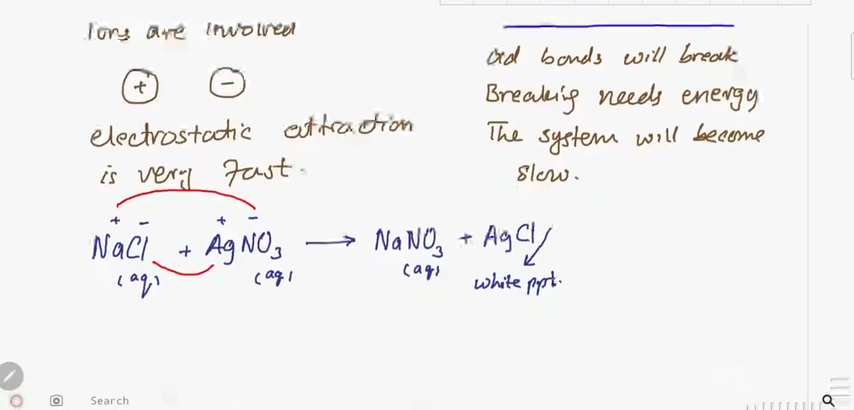 Ions are involved
+ -
electrostatic attraction
is very Fast.
old bonds will break
Breaking needs energy
The system will become
slow.
+ - + -
NaCl + AgNO₃ → NaNO₃ + AgCl↙
(aq) (aq) (aq) white ppt.
Search